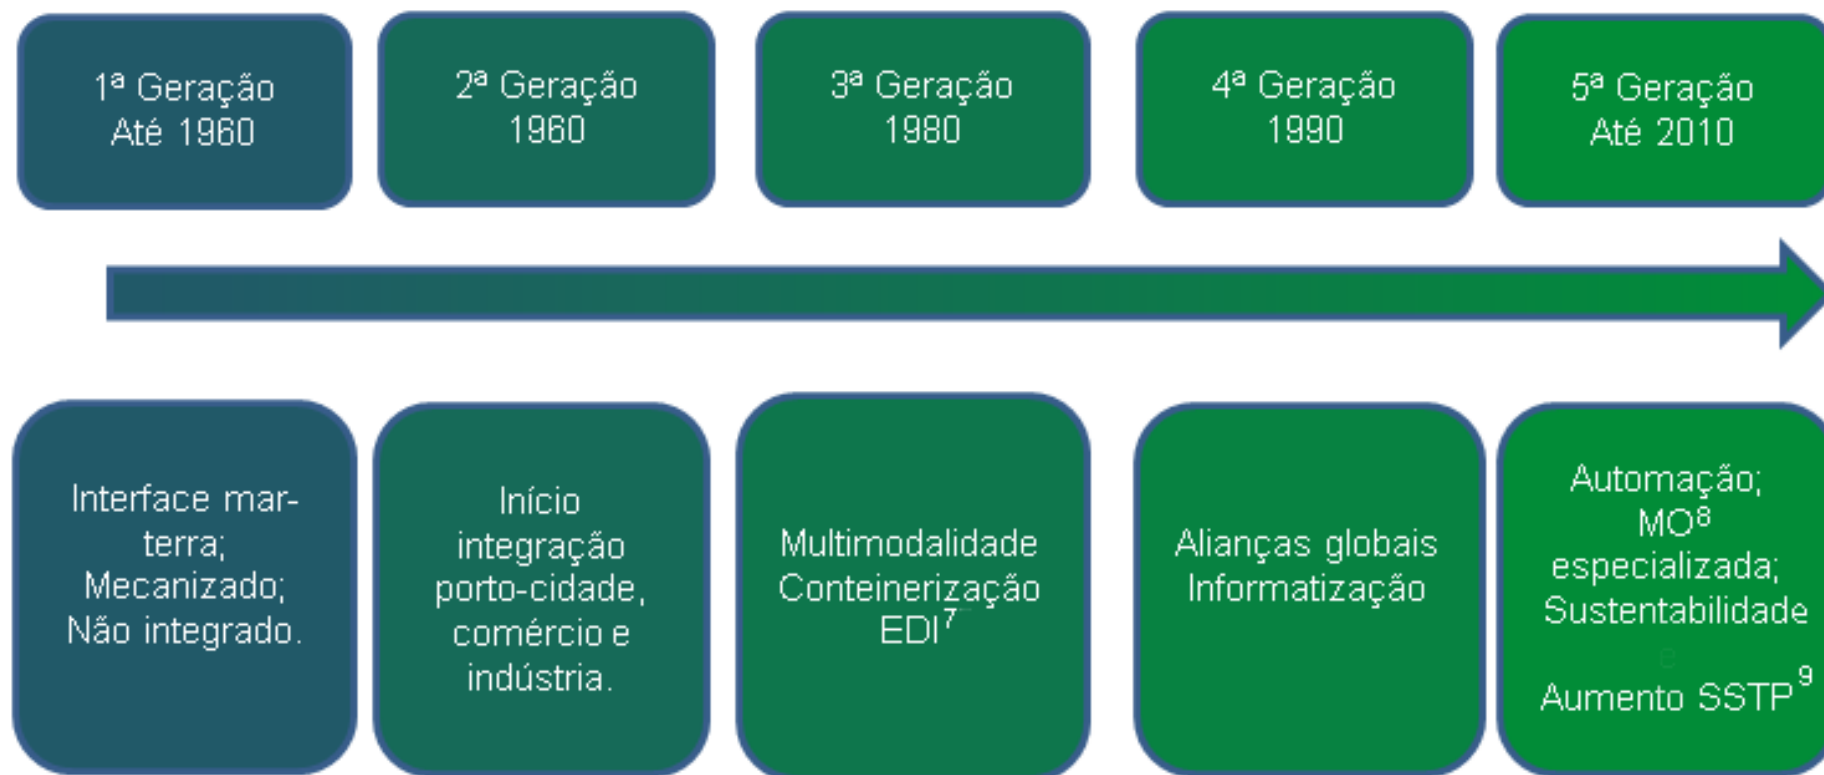 1ª Geração
Até 1960
2ª Geração
1960
3ª Geração
1980
4ª Geração
1990
5ª Geração
Até 2010
Interface mar-
terra;
Mecanizado;
Não integrado.
Início
integração
porto-cidade,
comércio e
indústria.
Multimodalidade
Conteinerização
EDI⁷
Alianças globais
Informatização
Automação;
MO⁸
especializada;
Sustentabilidade
e
Aumento SSTP⁹